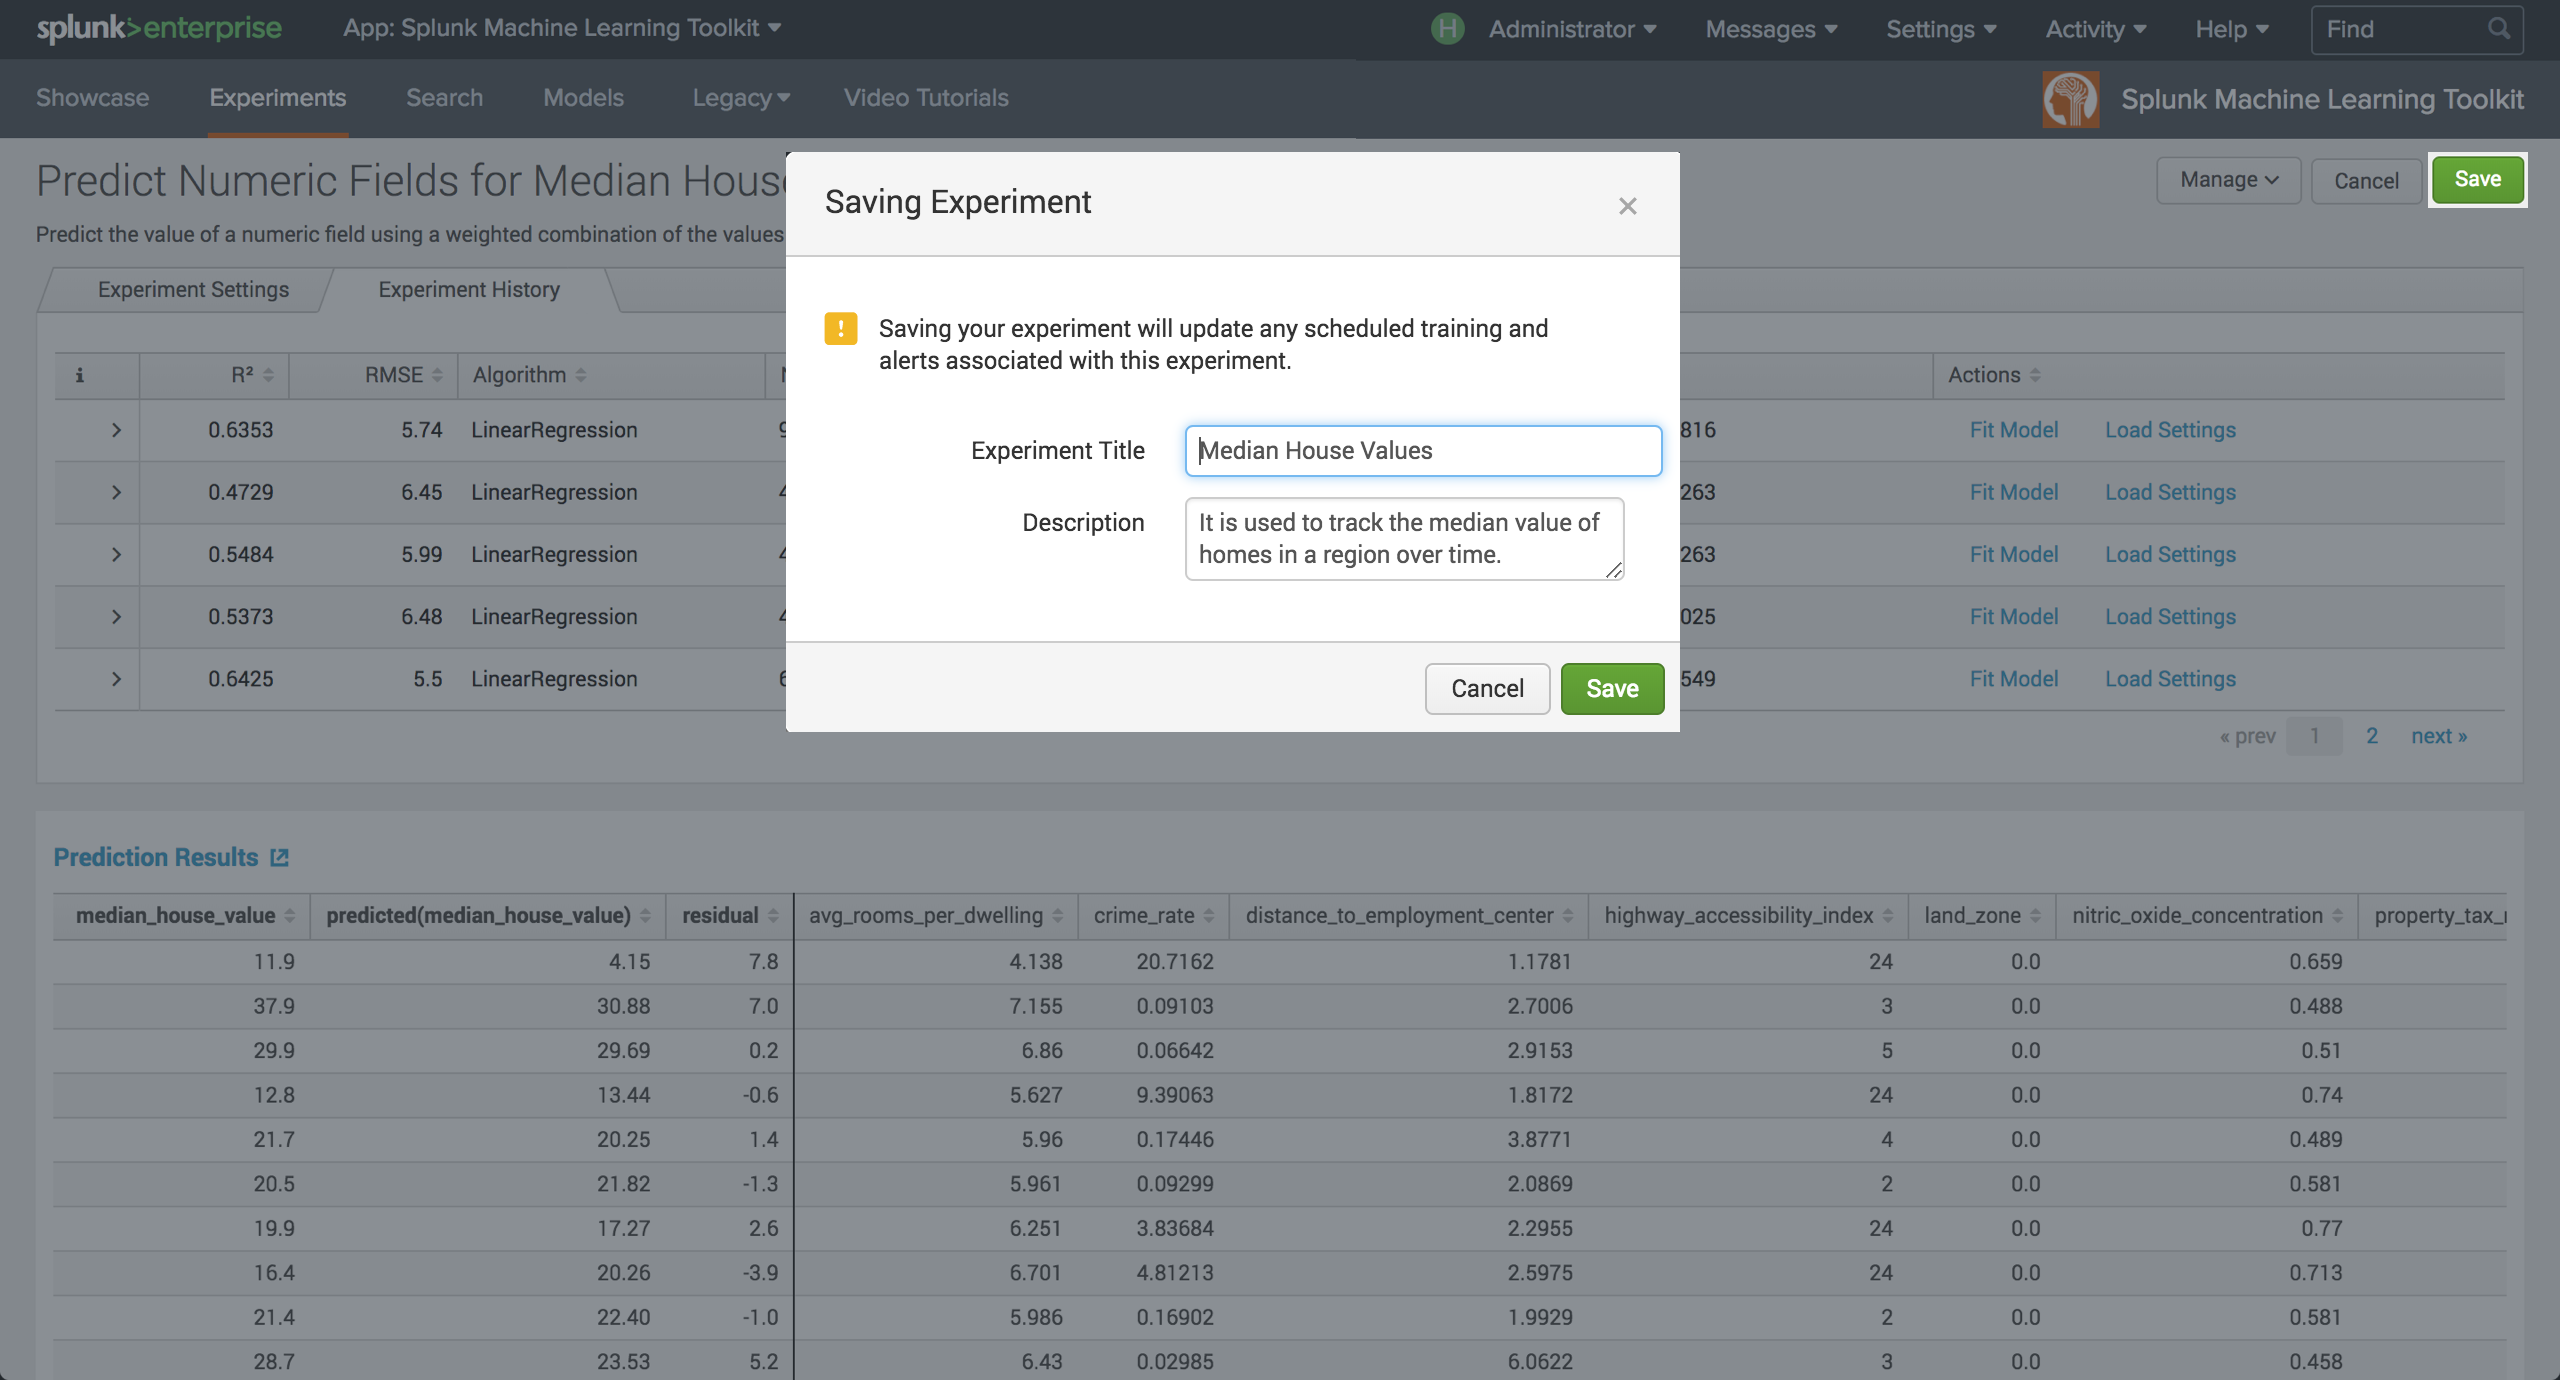 splunk>enterprise App: Splunk Machine Learning Toolkit H Administrator Messages Settings Activity Help Find
Showcase Experiments Search Models Legacy Video Tutorials Splunk Machine Learning Toolkit
Predict Numeric Fields for Median
Manage Cancel Save
Predict the value of a numeric field using a weighted combination of the values
Experiment Settings Experiment History
i R² RMSE Algorithm Actions
0.6353 5.74 LinearRegression 816 Fit Model Load Settings
0.4729 6.45 LinearRegression 263 Fit Model Load Settings
0.5484 5.99 LinearRegression 263 Fit Model Load Settings
0.5373 6.48 LinearRegression 025 Fit Model Load Settings
0.6425 5.5 LinearRegression 549 Fit Model Load Settings
« prev 1 2 next »
Saving Experiment ×
! Saving your experiment will update any scheduled training and
alerts associated with this experiment.
Experiment Title Median House Values
Description It is used to track the median value of
homes in a region over time.
Cancel Save
Prediction Results
median_house_value predicted(median_house_value) residual avg_rooms_per_dwelling crime_rate distance_to_employment_center highway_accessibility_index land_zone nitric_oxide_concentration property_tax_
11.9 4.15 7.8 4.138 20.7162 1.1781 24 0.0 0.659
37.9 30.88 7.0 7.155 0.09103 2.7006 3 0.0 0.488
29.9 29.69 0.2 6.86 0.06642 2.9153 5 0.0 0.51
12.8 13.44 -0.6 5.627 9.39063 1.8172 24 0.0 0.74
21.7 20.25 1.4 5.96 0.17446 3.8771 4 0.0 0.489
20.5 21.82 -1.3 5.961 0.09299 2.0869 2 0.0 0.581
19.9 17.27 2.6 6.251 3.83684 2.2955 24 0.0 0.77
16.4 20.26 -3.9 6.701 4.81213 2.5975 24 0.0 0.713
21.4 22.40 -1.0 5.986 0.16902 1.9929 2 0.0 0.581
28.7 23.53 5.2 6.43 0.02985 6.0622 3 0.0 0.458